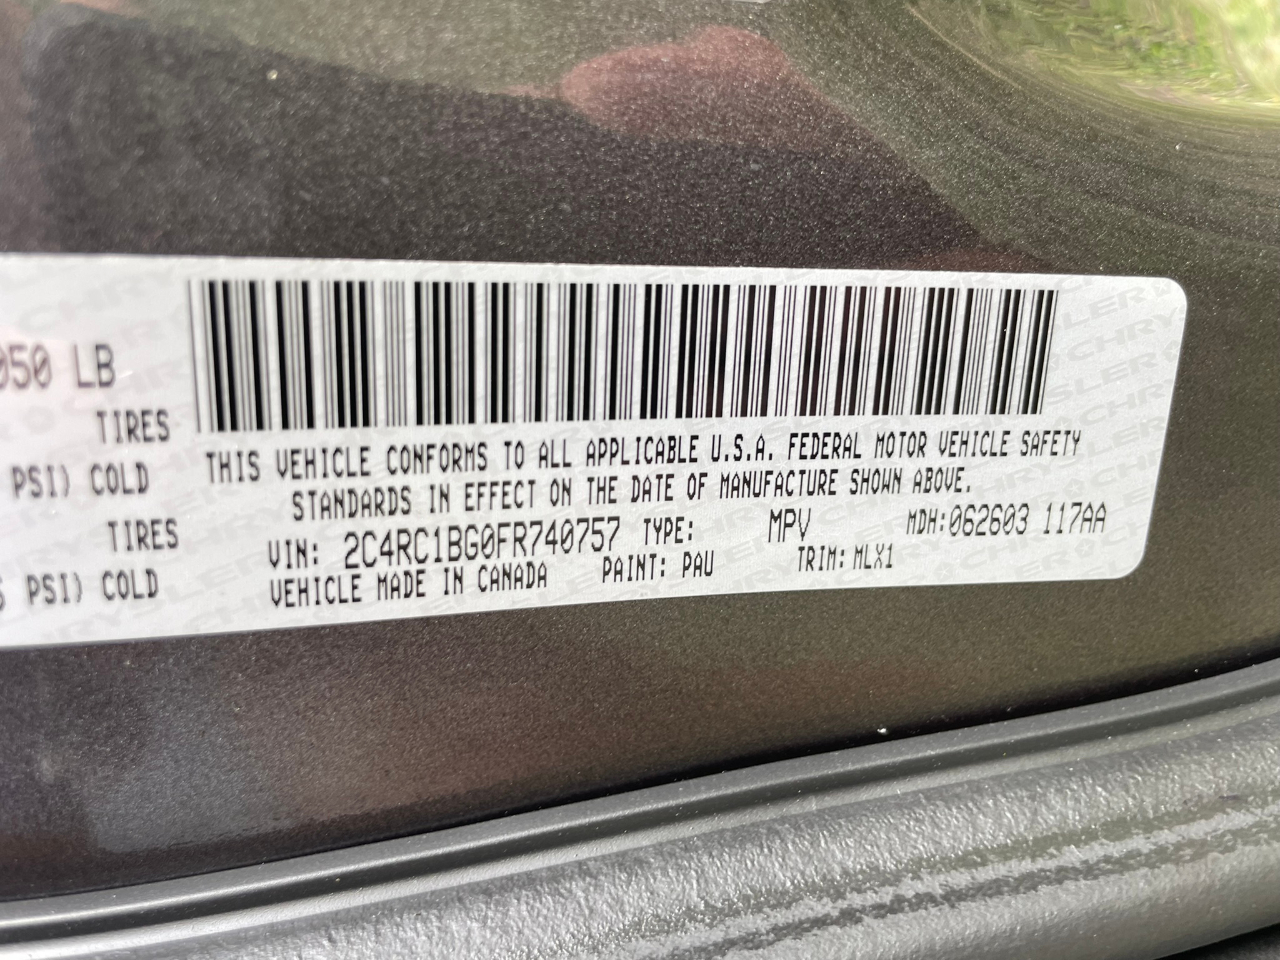 050 LB
TIRES
PSI) COLD
TIRES
PSI) COLD
THIS VEHICLE CONFORMS TO ALL APPLICABLE U.S.A. FEDERAL MOTOR VEHICLE SAFETY
STANDARDS IN EFFECT ON THE DATE OF MANUFACTURE SHOWN ABOVE.
VIN: 2C4RC1BG0FR740757 TYPE: MPV MDH:062603 117AA
VEHICLE MADE IN CANADA PAINT: PAU TRIM: MLX1